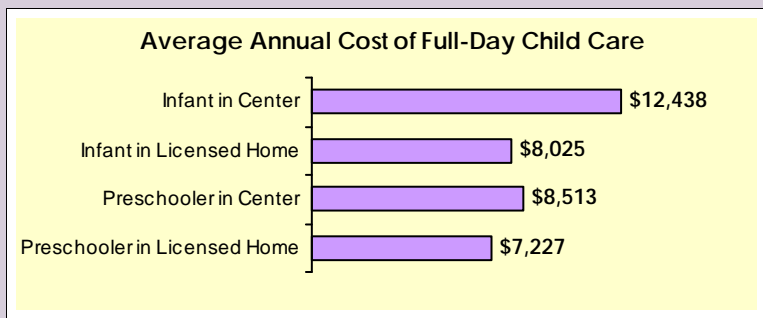 Average Annual Cost of Full-Day Child Care
Infant in Center $12,438
Infant in Licensed Home $8,025
Preschooler in Center $8,513
Preschooler in Licensed Home $7,227